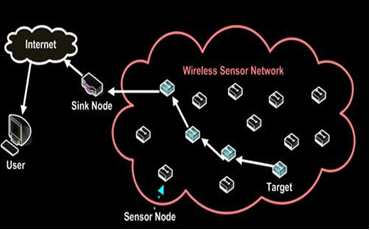 Internet
Wireless Sensor Network
Sink Node
User
Target
Sensor Node